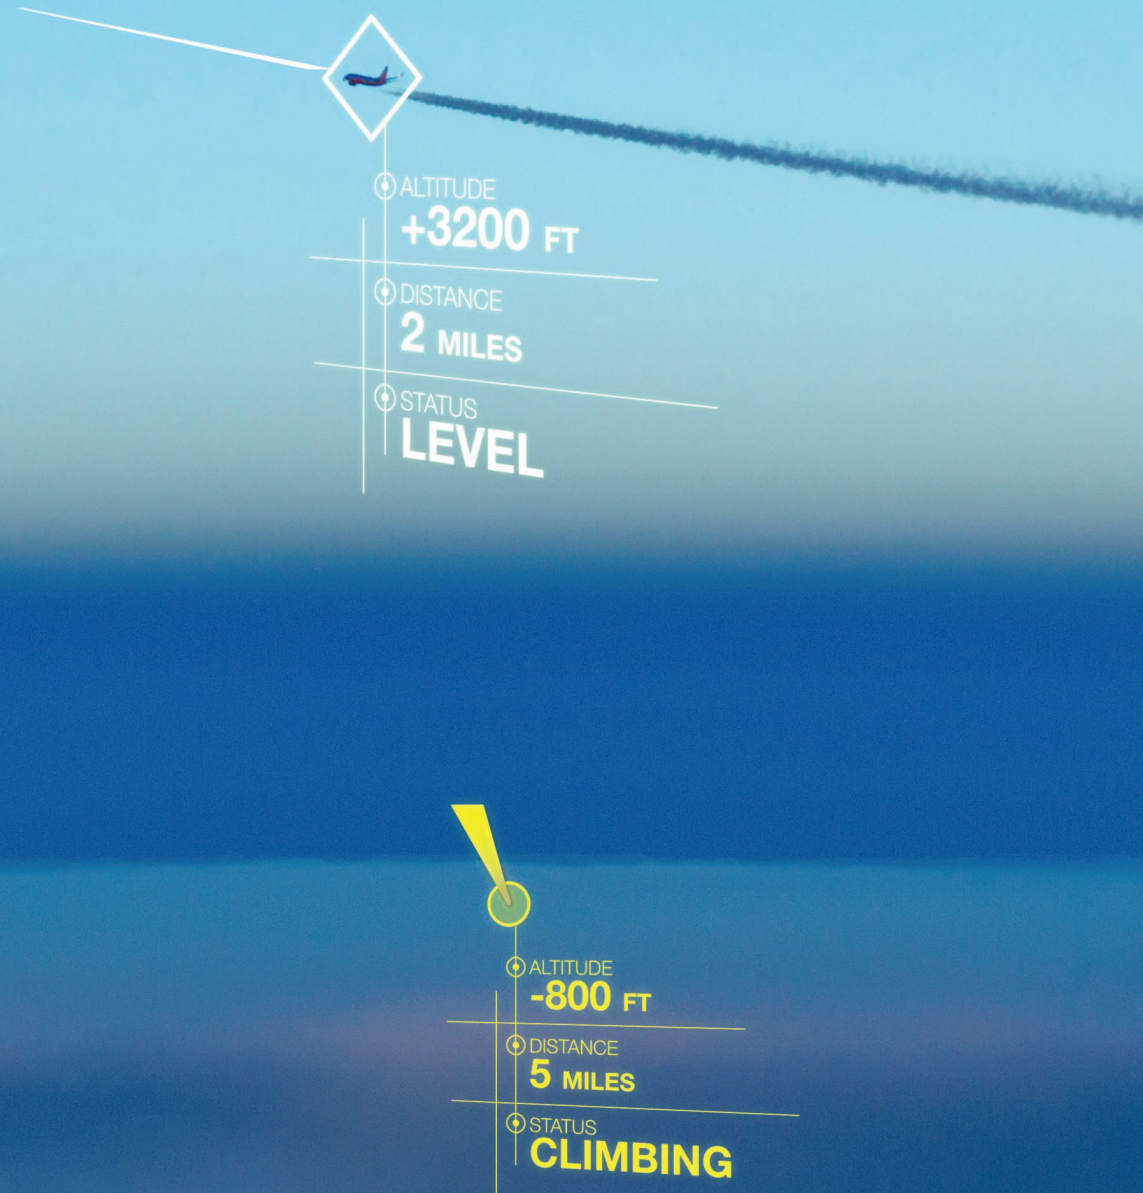 ALTITUDE
+3200 FT
DISTANCE
2 MILES
STATUS
LEVEL
ALTITUDE
-800 FT
DISTANCE
5 MILES
STATUS
CLIMBING